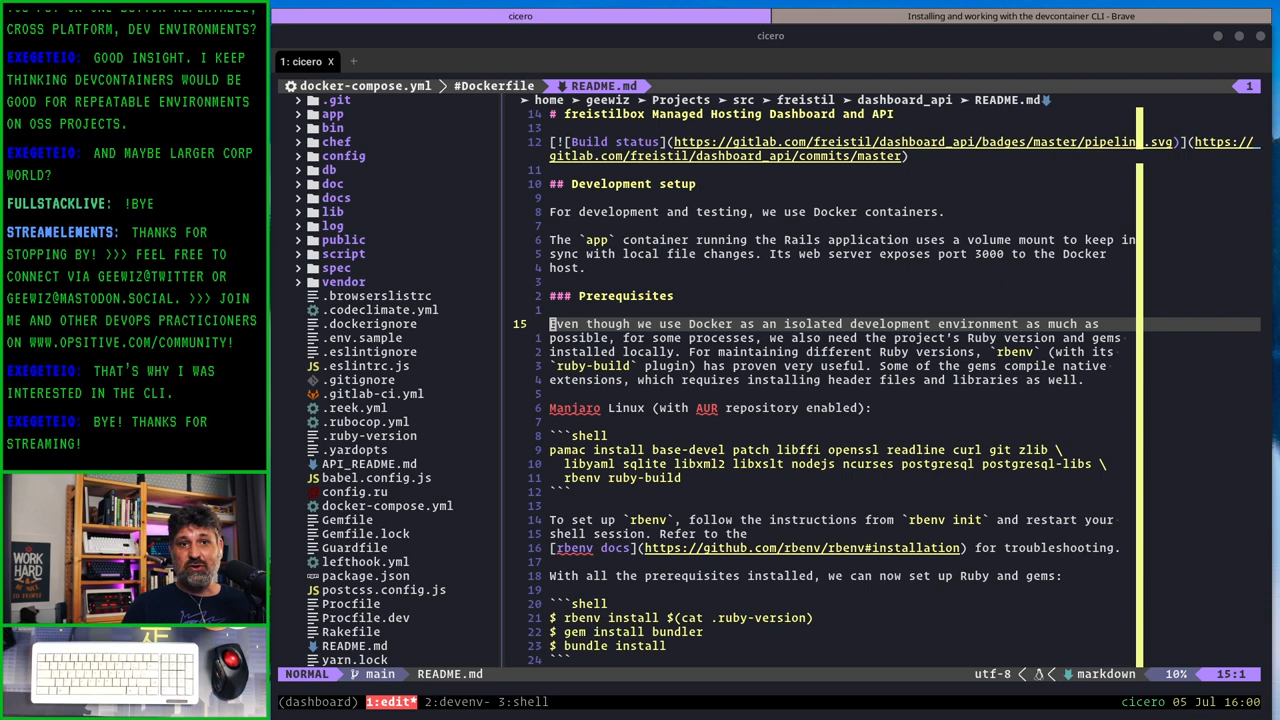 CROSS PLATFORM, DEV ENVIRONMENTS?
EXEGETEIO: GOOD INSIGHT. I KEEP
THINKING DEVCONTAINERS WOULD BE
GOOD FOR REPEATABLE ENVIRONMENTS
ON OSS PROJECTS.
EXEGETEIO: AND MAYBE LARGER CORP
WORLD?
FULLSTACKLIVE: !BYE
STREAMELEMENTS: THANKS FOR
STOPPING BY! >>> FEEL FREE TO
CONNECT VIA GEEWIZ@TWITTER OR
GEEWIZ@MASTODON.SOCIAL. >>> JOIN
ME AND OTHER DEVOPS PRACTICIONERS
ON WWW.OPSITIVE.COM/COMMUNITY!
EXEGETEIO: THAT'S WHY I WAS
INTERESTED IN THE CLI.
EXEGETEIO: BYE! THANKS FOR
STREAMING!
WORK
HARD
cicero
Installing and working with the devcontainer CLI - Brave
cicero
1: cicero X +
docker-compose.yml #Dockerfile README.md 1
.git
app
bin
chef
config
db
doc
docs
lib
log
public
script
spec
vendor
.browserslistrc
.codeclimate.yml
.dockerignore
.env.sample
.eslintignore
JS .eslintrc.js
.gitignore
.gitlab-ci.yml
.reek.yml
.rubocop.yml
.ruby-version
.yardopts
API_README.md
JS babel.config.js
config.ru
docker-compose.yml
Gemfile
Gemfile.lock
Guardfile
lefthook.yml
package.json
JS postcss.config.js
Procfile
Procfile.dev
Rakefile
README.md
yarn.lock
home geewiz Projects src freistil dashboard_api README.md
14 # freistilbox Managed Hosting Dashboard and API
13
12 [![Build status](https://gitlab.com/freistil/dashboard_api/badges/master/pipeline.svg)](https://
gitlab.com/freistil/dashboard_api/commits/master)
11
10 ## Development setup
9
8 For development and testing, we use Docker containers.
7
6 The `app` container running the Rails application uses a volume mount to keep in
5 sync with local file changes. Its web server exposes port 3000 to the Docker
4 host.
3
2 ### Prerequisites
1
15 Even though we use Docker as an isolated development environment as much as
1 possible, for some processes, we also need the project's Ruby version and gems
2 installed locally. For maintaining different Ruby versions, `rbenv` (with its
3 `ruby-build` plugin) has proven very useful. Some of the gems compile native
4 extensions, which requires installing header files and libraries as well.
5
6 Manjaro Linux (with AUR repository enabled):
7
8 ```shell
9 pamac install base-devel patch libffi openssl readline curl git zlib \
10 libyaml sqlite libxml2 libxslt nodejs ncurses postgresql postgresql-libs \
11 rbenv ruby-build
12 ```
13
14 To set up `rbenv`, follow the instructions from `rbenv init` and restart your
15 shell session. Refer to the
16 [rbenv docs](https://github.com/rbenv/rbenv#installation) for troubleshooting.
17
18 With all the prerequisites installed, we can now set up Ruby and gems:
19
20 ```shell
21 $ rbenv install $(cat .ruby-version)
22 $ gem install bundler
23 $ bundle install
24 ```
NORMAL main README.md utf-8 markdown 10% 15:1
(dashboard) 1:edit* 2:devenv- 3:shell cicero 05 Jul 16:00